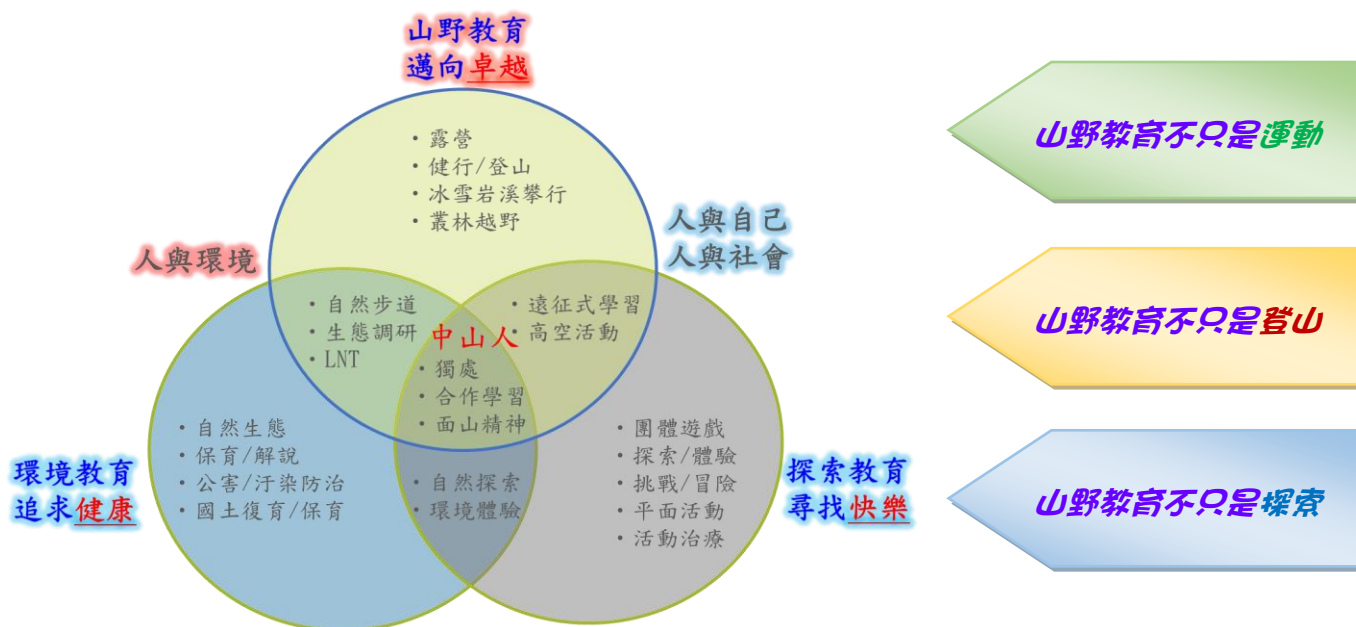 山野教育
邁向卓越
・露營
・健行/登山
・冰雪岩溪攀行
・叢林越野
人與環境
人與自己
人與社會
・自然步道
・生態調研
・LNT
・遠征式學習
・高空活動
中山人
・獨處
・合作學習
・面山精神
環境教育
追求健康
・自然生態
・保育/解說
・公害/汙染防治
・國土復育/保育
・自然探索
・環境體驗
・團體遊戲
・探索/體驗
・挑戰/冒險
・平面活動
・活動治療
探索教育
尋找快樂
山野教育不只是運動
山野教育不只是登山
山野教育不只是探索